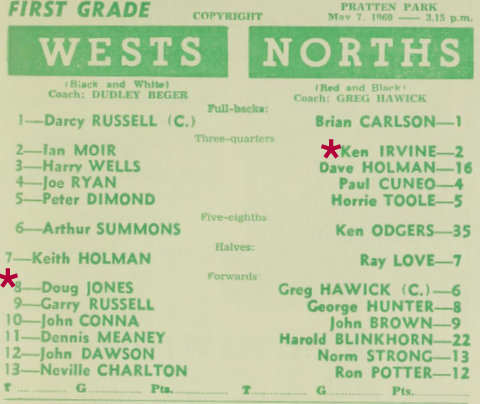 FIRST GRADE COPYRIGHT PRATTEN PARK
May 7, 1960 —— 3.15 p.m.
WESTS NORTHS
(Black and White) (Red and Black)
Coach: DUDLEY BEGER Coach: GREG HAWICK
Full-backs:
1—Darcy RUSSELL (C.) Brian CARLSON—1
Three-quarters
2—Ian MOIR *Ken IRVINE—2
3—Harry WELLS Dave HOLMAN—16
4—Joe RYAN Paul CUNEO—4
5—Peter DIMOND Horrie TOOLE—5
Five-eighths
6—Arthur SUMMONS Ken ODGERS—35
Halves:
7—Keith HOLMAN Ray LOVE—7
Forwards:
*8—Doug JONES Greg HAWICK (C.)—6
9—Garry RUSSELL George HUNTER—8
10—John CONNA John BROWN—9
11—Dennis MEANEY Harold BLINKHORN—22
12—John DAWSON Norm STRONG—13
13—Neville CHARLTON Ron POTTER—12
T ........ G ........ Pts. ........ T ........ G ........ Pts. ........